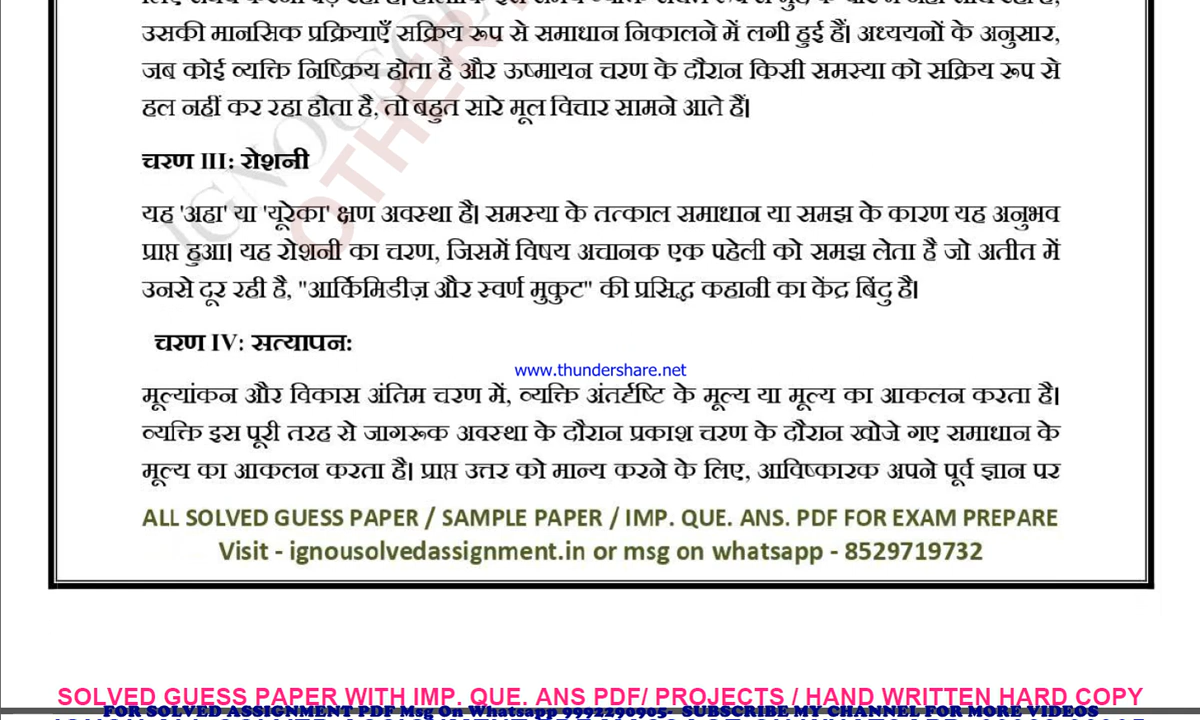 उसकी मानसिक प्रक्रियाएँ सक्रिय रूप से समाधान निकालने में लगी हुई हैं। अध्ययनों के अनुसार,
जब कोई व्यक्ति निष्क्रिय होता है और ऊष्मायन चरण के दौरान किसी समस्या को सक्रिय रूप से
हल नहीं कर रहा होता है, तो बहुत सारे मूल विचार सामने आते हैं।
चरण III: रोशनी
यह 'अहा' या 'यूरेका' क्षण अवस्था है। समस्या के तत्काल समाधान या समझ के कारण यह अनुभव
प्राप्त हुआ। यह रोशनी का चरण, जिसमें विषय अचानक एक पहेली को समझ लेता है जो अतीत में
उनसे दूर रही है, "आर्किमिडीज़ और स्वर्ण मुकुट" की प्रसिद्ध कहानी का केंद्र बिंदु है।
चरण IV: सत्यापन:
www.thundershare.net
मूल्यांकन और विकास अंतिम चरण में, व्यक्ति अंतर्दृष्टि के मूल्य या मूल्य का आकलन करता है।
व्यक्ति इस पूरी तरह से जागरूक अवस्था के दौरान प्रकाश चरण के दौरान खोजे गए समाधान के
मूल्य का आकलन करता है। प्राप्त उत्तर को मान्य करने के लिए, आविष्कारक अपने पूर्व ज्ञान पर
ALL SOLVED GUESS PAPER / SAMPLE PAPER / IMP. QUE. ANS. PDF FOR EXAM PREPARE
Visit - ignousolvedassignment.in or msg on whatsapp - 8529719732
SOLVED GUESS PAPER WITH IMP. QUE. ANS PDF/ PROJECTS / HAND WRITTEN HARD COPY
FOR SOLVED ASSIGNMENT PDF Msg On Whatsapp 9992290905- SUBSCRIBE MY CHANNEL FOR MORE VIDEOS